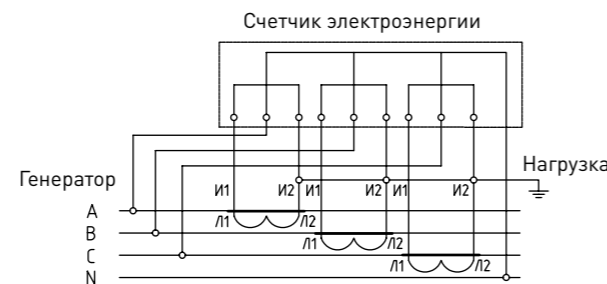 Счетчик электроэнергии
Нагрузка
Генератор
И1 И2 И1 И2 И1 И2
A
Л1 Л2
B
Л1 Л2
C
Л1 Л2
N